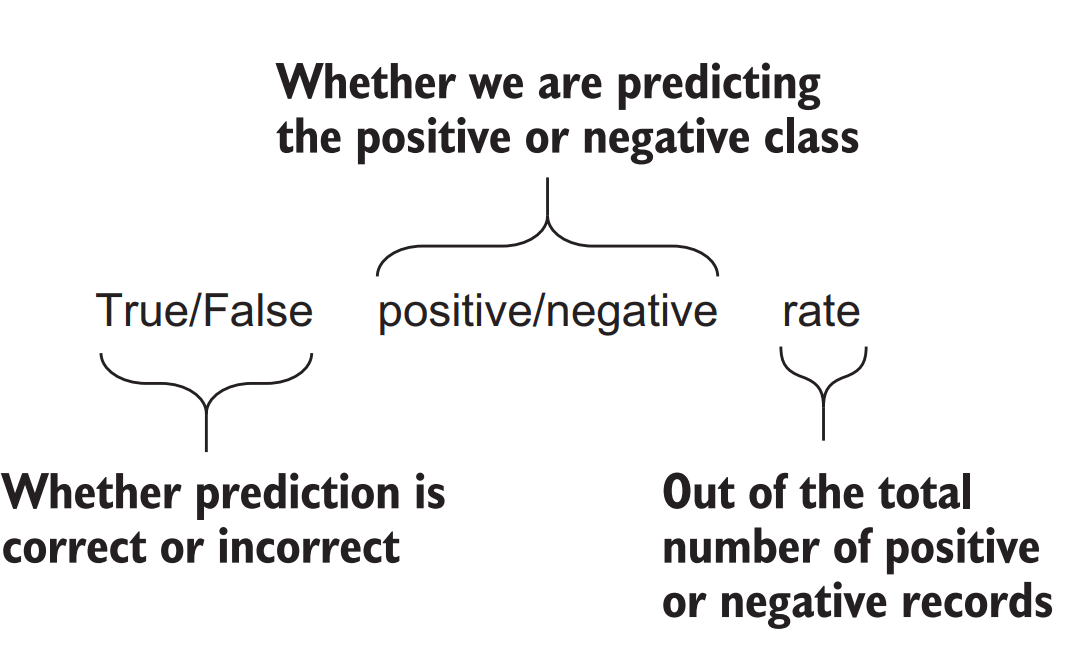 Whether we are predicting
the positive or negative class
True/False positive/negative rate
Whether prediction is
correct or incorrect
Out of the total
number of positive
or negative records